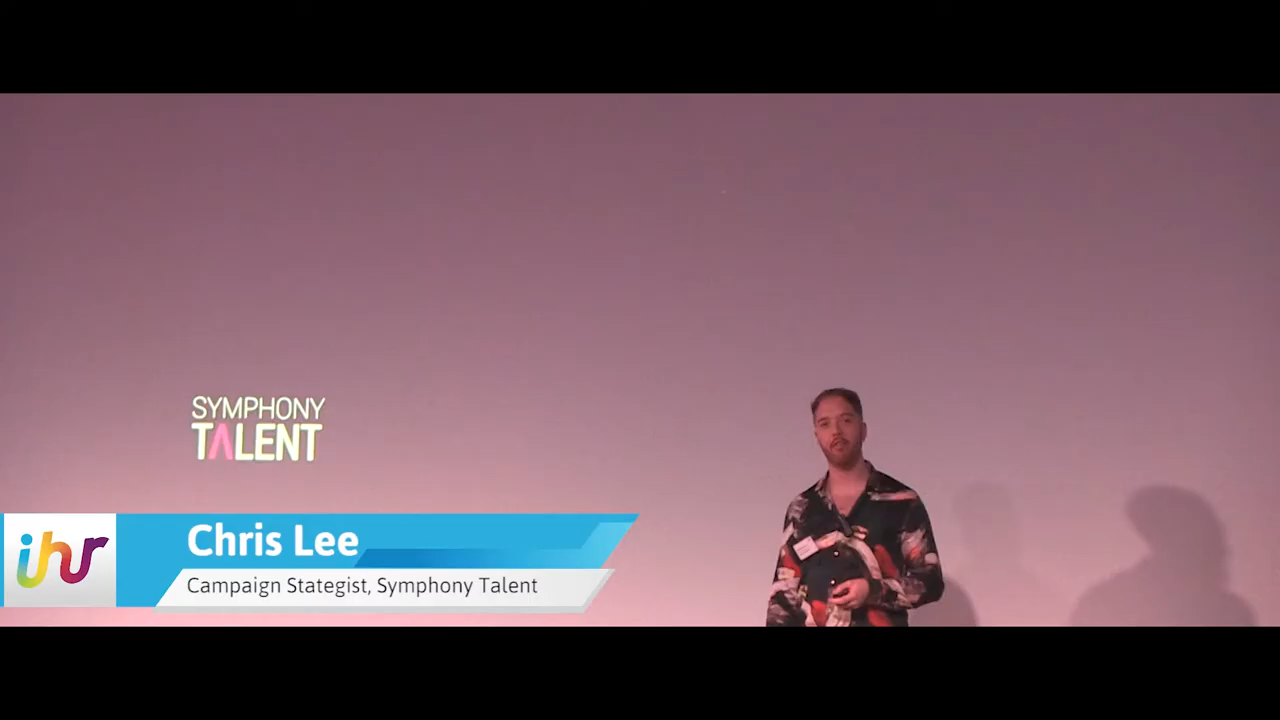 SYMPHONY
TALENT
ihr
Chris Lee
Campaign Stategist, Symphony Talent